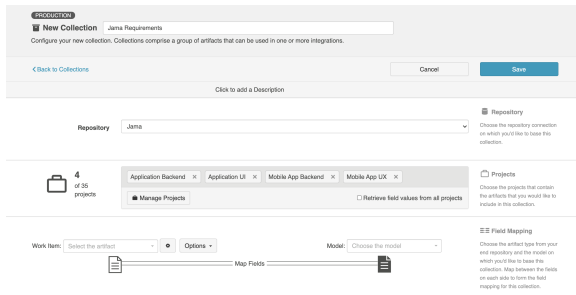 PRODUCTION
New Collection Jama Requirements
Configure your new collection. Collections comprise a group of artifacts that can be used in one or more integrations.
Back to Collections Cancel Save
Click to add a Description
Repository
Repository Jama
Choose the repository connection
on which you'd like to base this
collection.
4
of 35
projects
Application Backend × Application UI × Mobile App Backend × Mobile App UX ×
Manage Projects Retrieve field values from all projects
Projects
Choose the projects that contain
the artifacts that you would like to
include in this collection.
Work Item: Select the artifact Options Model: Choose the model
Map Fields
Field Mapping
Choose the artifact type from your
end repository and the model on
which you'd like to base this
collection. Map between the fields
on each side to form the field
mapping for this collection.